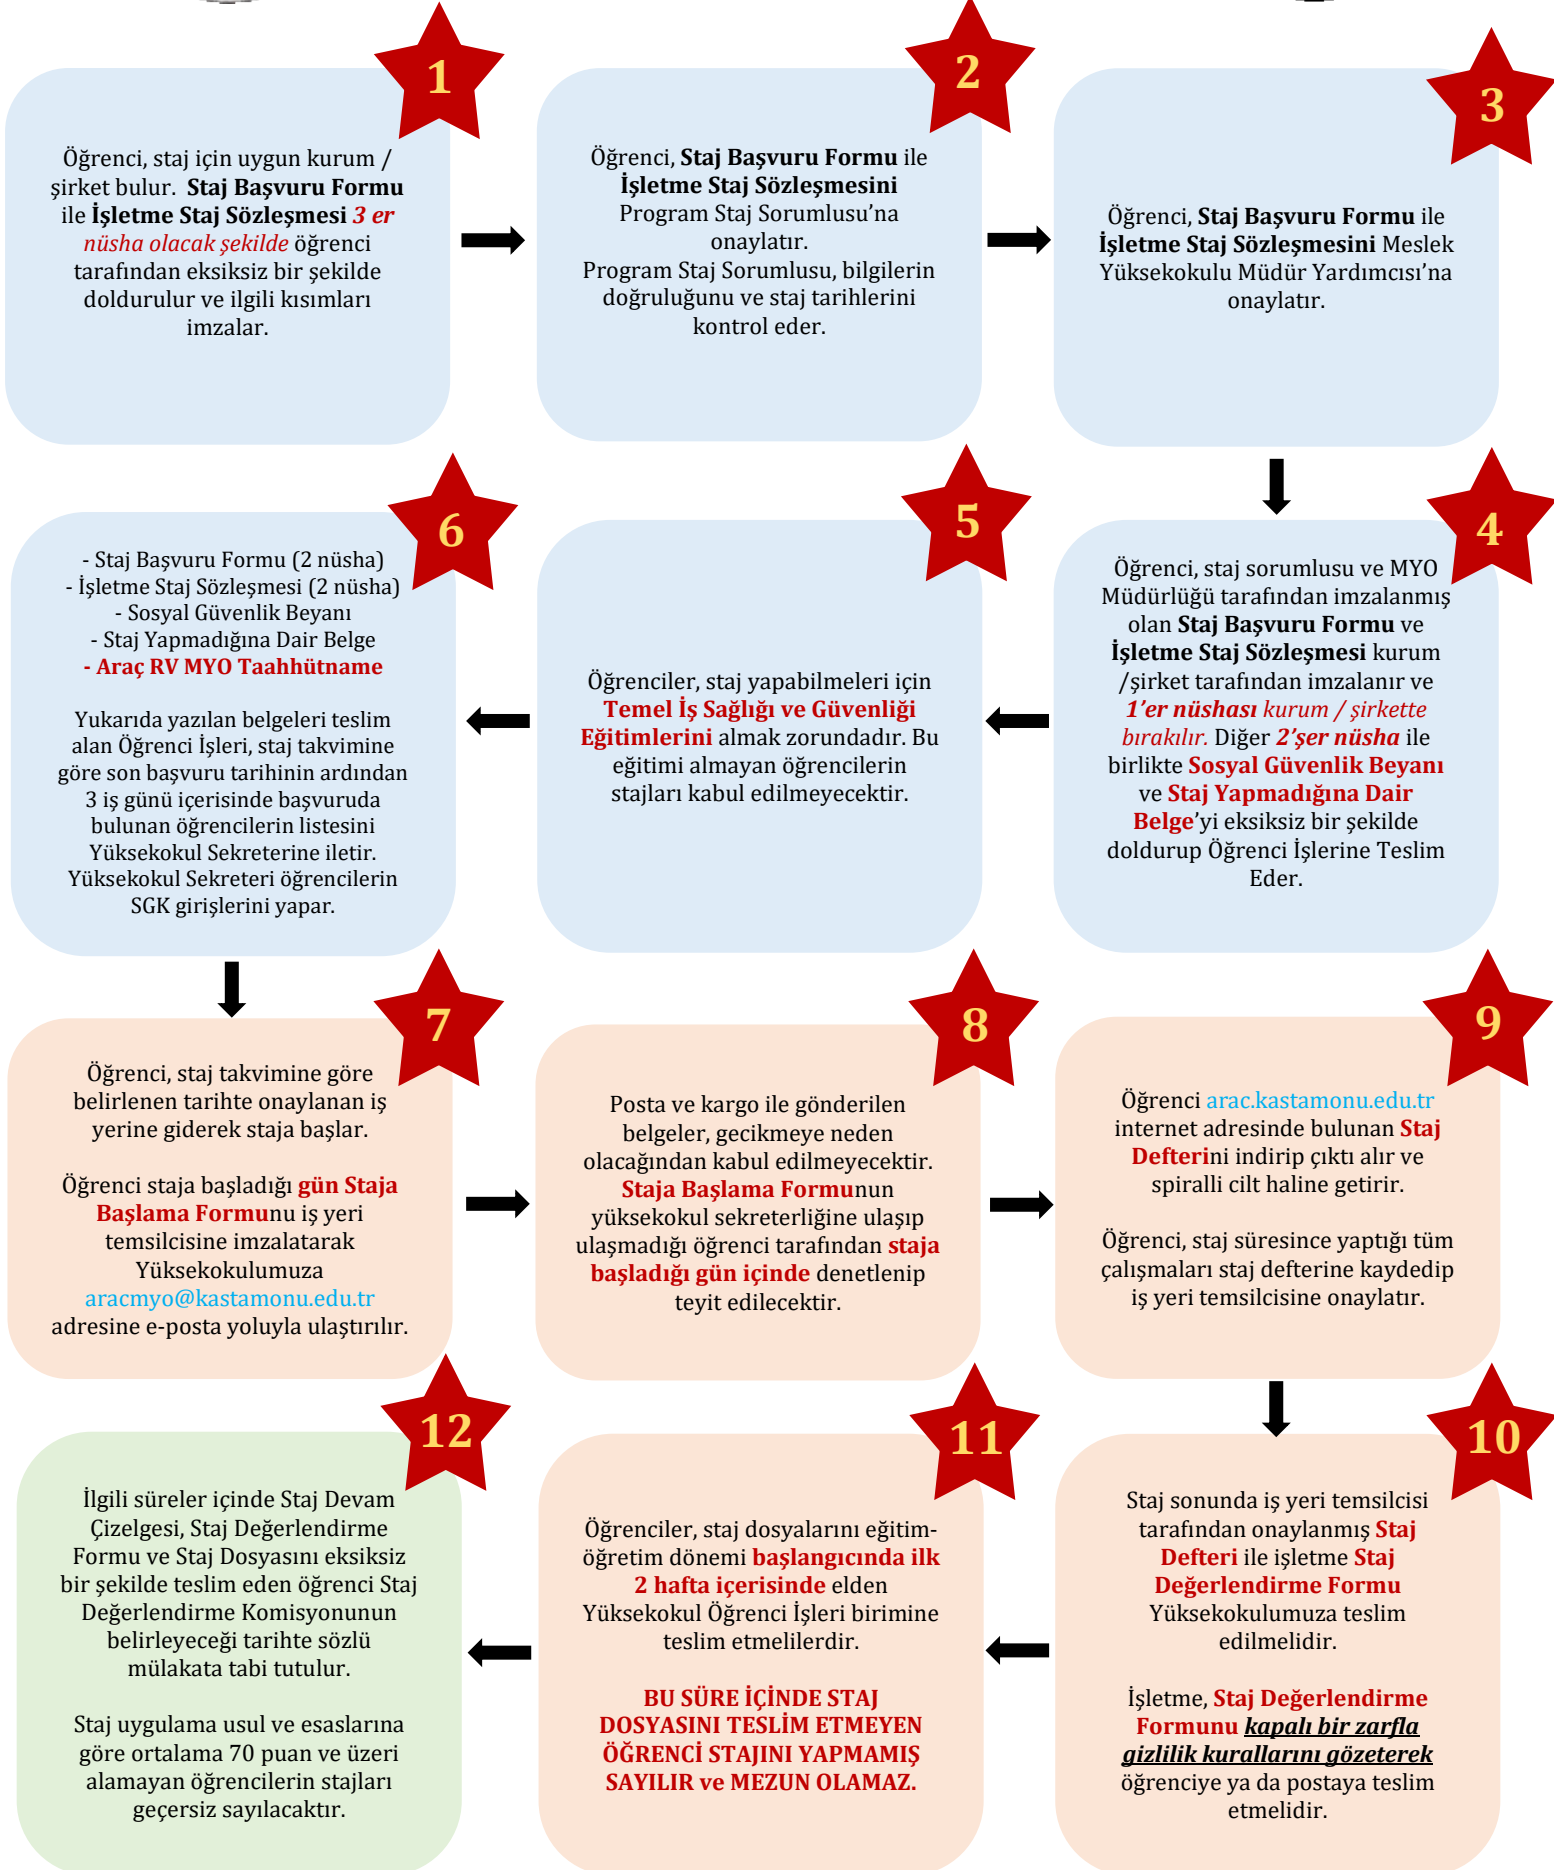 1
Öğrenci, staj için uygun kurum /
şirket bulur. Staj Başvuru Formu
ile İşletme Staj Sözleşmesi 3 er
nüsha olacak şekilde öğrenci
tarafından eksiksiz bir şekilde
doldurulur ve ilgili kısımları
imzalar.
2
Öğrenci, Staj Başvuru Formu ile
İşletme Staj Sözleşmesini
Program Staj Sorumlusu’na
onaylatır.
Program Staj Sorumlusu, bilgilerin
doğruluğunu ve staj tarihlerini
kontrol eder.
3
Öğrenci, Staj Başvuru Formu ile
İşletme Staj Sözleşmesini Meslek
Yüksekokulu Müdür Yardımcısı’na
onaylatır.
4
Öğrenci, staj sorumlusu ve MYO
Müdürlüğü tarafından imzalanmış
olan Staj Başvuru Formu ve
İşletme Staj Sözleşmesi kurum
/şirket tarafından imzalanır ve
1’er nüshası kurum / şirkette
bırakılır. Diğer 2’şer nüsha ile
birlikte Sosyal Güvenlik Beyanı
ve Staj Yapmadığına Dair
Belge’yi eksiksiz bir şekilde
doldurup Öğrenci İşlerine Teslim
Eder.
5
Öğrenciler, staj yapabilmeleri için
Temel İş Sağlığı ve Güvenliği
Eğitimlerini almak zorundadır. Bu
eğitimi almayan öğrencilerin
stajları kabul edilmeyecektir.
6
- Staj Başvuru Formu (2 nüsha)
- İşletme Staj Sözleşmesi (2 nüsha)
- Sosyal Güvenlik Beyanı
- Staj Yapmadığına Dair Belge
- Araç RV MYO Taahhütname
Yukarıda yazılan belgeleri teslim
alan Öğrenci İşleri, staj takvimine
göre son başvuru tarihinin ardından
3 iş günü içerisinde başvuruda
bulunan öğrencilerin listesini
Yüksekokul Sekreterine iletir.
Yüksekokul Sekreteri öğrencilerin
SGK girişlerini yapar.
7
Öğrenci, staj takvimine göre
belirlenen tarihte onaylanan iş
yerine giderek staja başlar.
Öğrenci staja başladığı gün Staja
Başlama Formunu iş yeri
temsilcisine imzalatarak
Yüksekokulumuza
aracmyo@kastamonu.edu.tr
adresine e-posta yoluyla ulaştırılır.
8
Posta ve kargo ile gönderilen
belgeler, gecikmeye neden
olacağından kabul edilmeyecektir.
Staja Başlama Formunun
yüksekokul sekreterliğine ulaşıp
ulaşmadığı öğrenci tarafından staja
başladığı gün içinde denetlenip
teyit edilecektir.
9
Öğrenci arac.kastamonu.edu.tr
internet adresinde bulunan Staj
Defterini indirip çıktı alır ve
spiralli cilt haline getirir.
Öğrenci, staj süresince yaptığı tüm
çalışmaları staj defterine kaydedip
iş yeri temsilcisine onaylatır.
10
Staj sonunda iş yeri temsilcisi
tarafından onaylanmış Staj
Defteri ile işletme Staj
Değerlendirme Formu
Yüksekokulumuza teslim
edilmelidir.
İşletme, Staj Değerlendirme
Formunu kapalı bir zarfla
gizlilik kurallarını gözeterek
öğrenciye ya da postaya teslim
etmelidir.
11
Öğrenciler, staj dosyalarını eğitim-
öğretim dönemi başlangıcında ilk
2 hafta içerisinde elden
Yüksekokul Öğrenci İşleri birimine
teslim etmelilerdir.
BU SÜRE İÇİNDE STAJ
DOSYASINI TESLİM ETMEYEN
ÖĞRENCİ STAJINI YAPMAMIŞ
SAYILIR ve MEZUN OLAMAZ.
12
İlgili süreler içinde Staj Devam
Çizelgesi, Staj Değerlendirme
Formu ve Staj Dosyasını eksiksiz
bir şekilde teslim eden öğrenci Staj
Değerlendirme Komisyonunun
belirleyeceği tarihte sözlü
mülakata tabi tutulur.
Staj uygulama usul ve esaslarına
göre ortalama 70 puan ve üzeri
alamayan öğrencilerin stajları
geçersiz sayılacaktır.